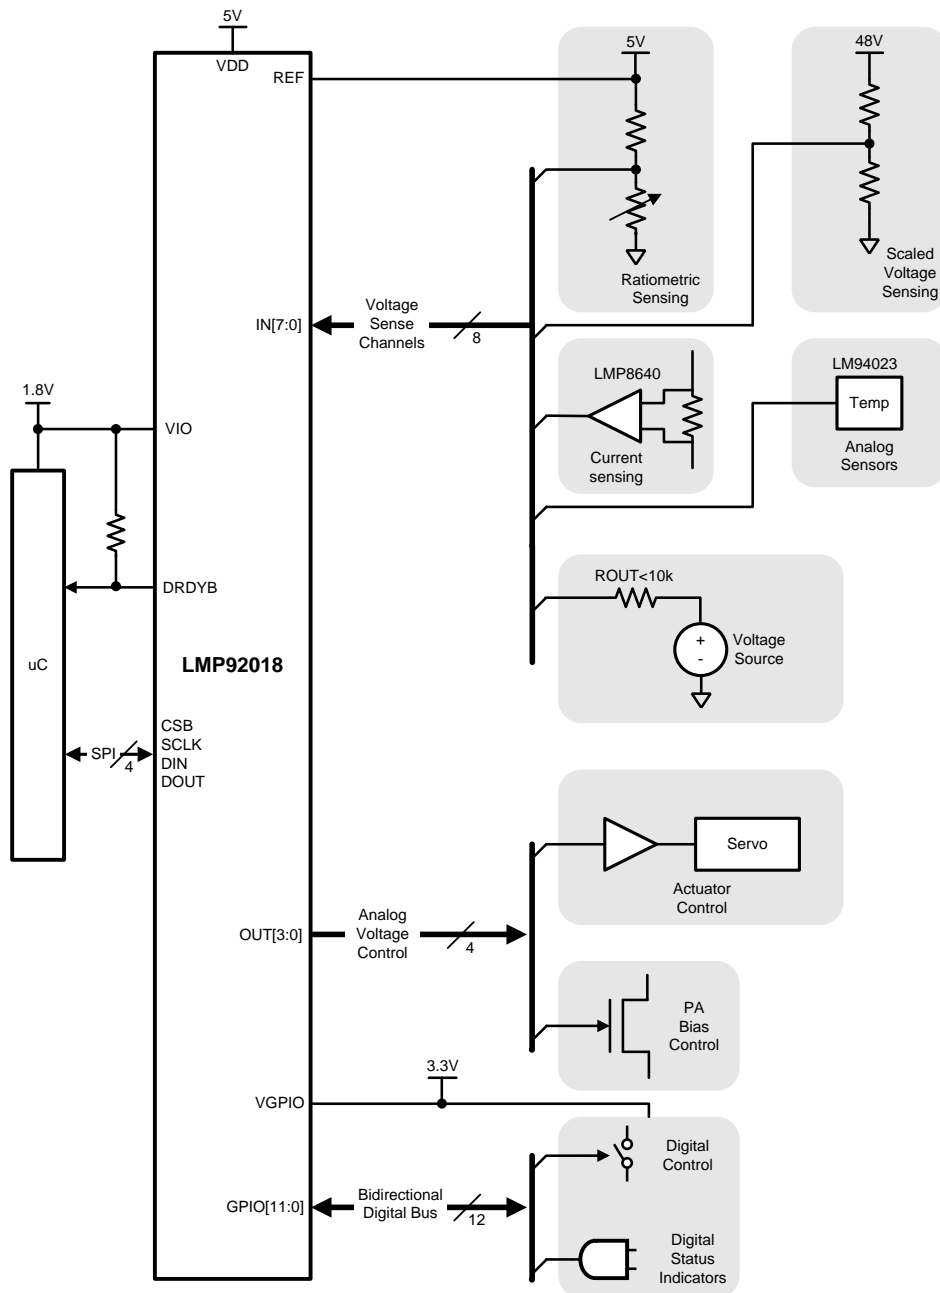 5V
VDD
REF
5V
48V
Ratiometric
Sensing
Scaled
Voltage
Sensing
IN[7:0]
Voltage
Sense
Channels
8
LMP8640
Current
sensing
LM94023
Temp
Analog
Sensors
1.8V
VIO
DRDYB
ROUT<10k
+
-
Voltage
Source
uC
LMP92018
SPI
4
CSB
SCLK
DIN
DOUT
Servo
Actuator
Control
OUT[3:0]
Analog
Voltage
Control
4
PA
Bias
Control
3.3V
VGPIO
Digital
Control
GPIO[11:0]
Bidirectional
Digital Bus
12
Digital
Status
Indicators